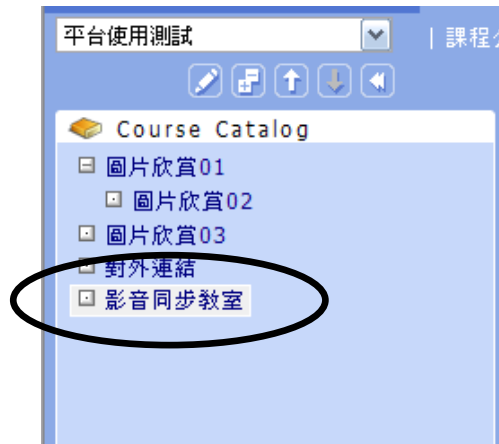 平台使用測試
| 課程
Course Catalog
圖片欣賞01
圖片欣賞02
圖片欣賞03
對外連結
影音同步教室